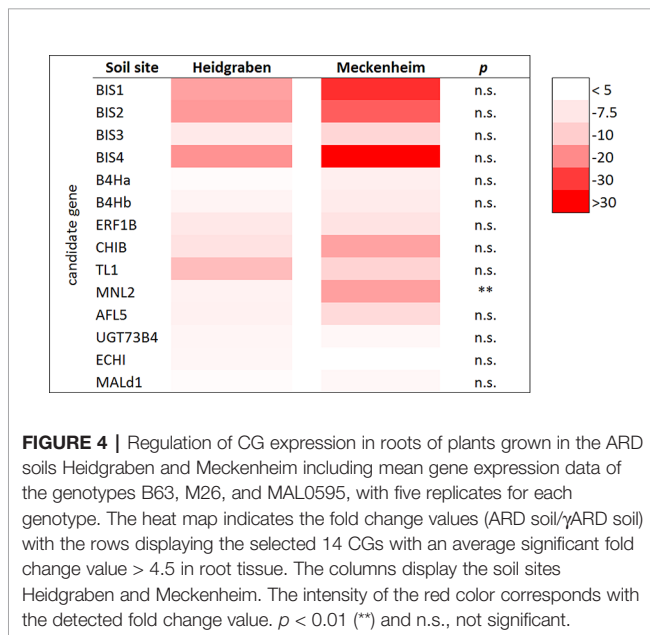 Soil site Heidgraben Meckenheim p
candidate gene
BIS1 n.s.
BIS2 n.s.
BIS3 n.s.
BIS4 n.s.
B4Ha n.s.
B4Hb n.s.
ERF1B n.s.
CHIB n.s.
TL1 n.s.
MNL2 **
AFL5 n.s.
UGT73B4 n.s.
ECHI n.s.
MALd1 n.s.
< 5
-7.5
-10
-20
-30
>30
FIGURE 4 | Regulation of CG expression in roots of plants grown in the ARD
soils Heidgraben and Meckenheim including mean gene expression data of
the genotypes B63, M26, and MAL0595, with five replicates for each
genotype. The heat map indicates the fold change values (ARD soil/γARD soil)
with the rows displaying the selected 14 CGs with an average significant fold
change value > 4.5 in root tissue. The columns display the soil sites
Heidgraben and Meckenheim. The intensity of the red color corresponds with
the detected fold change value. p < 0.01 (**) and n.s., not significant.